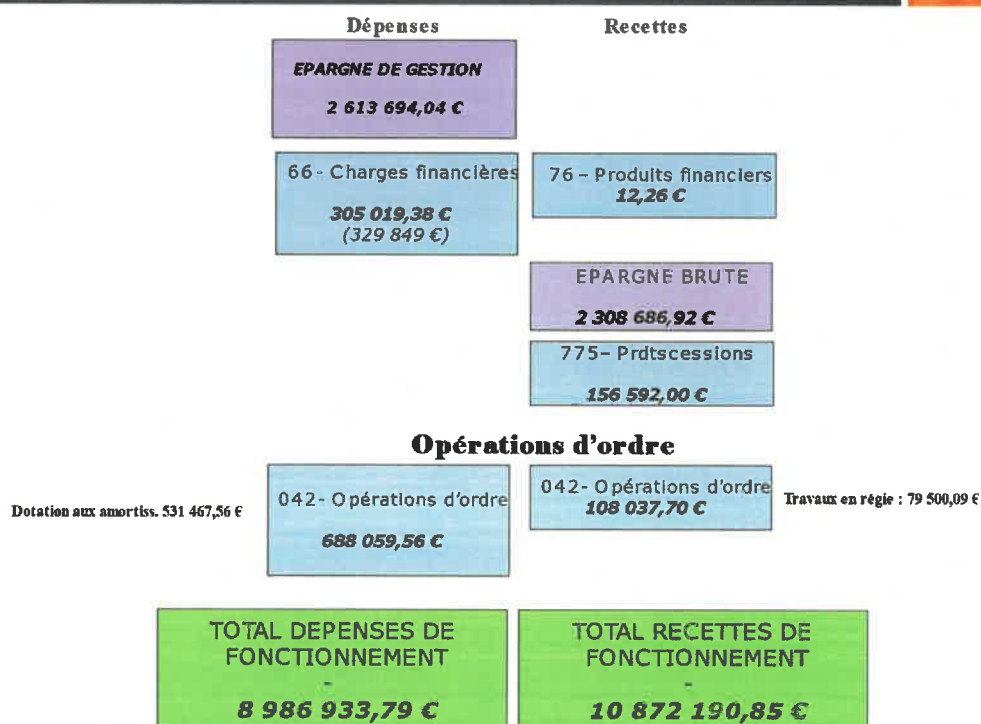 Dépenses
Recettes
EPARGNE DE GESTION
2 613 694,04 €
66- Charges financières
305 019,38 €
(329 849 €)
76 – Produits financiers
12,26 €
EPARGNE BRUTE
2 308 686,92 €
775– Prdtscessions
156 592,00 €
Opérations d'ordre
Dotation aux amortiss. 531 467,56 €
042- Opérations d'ordre
688 059,56 €
042- Opérations d'ordre
108 037,70 €
Travaux en régie : 79 500,09 €
TOTAL DEPENSES DE
FONCTIONNEMENT
-
8 986 933,79 €
TOTAL RECETTES DE
FONCTIONNEMENT
-
10 872 190,85 €